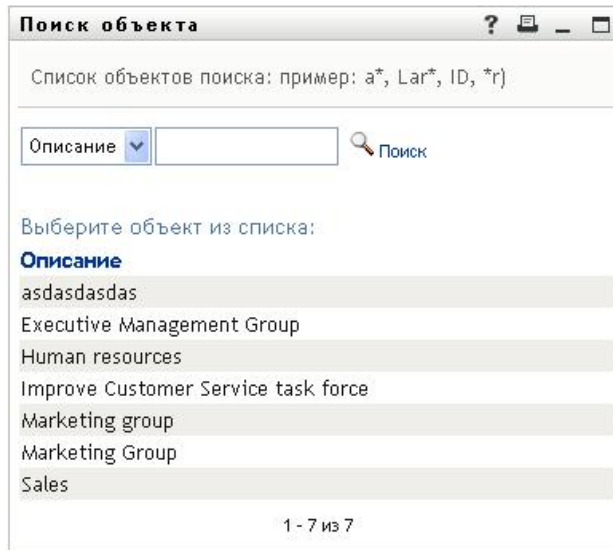 Поиск объекта
Список объектов поиска: пример: a*, Lar*, ID, *r)
Описание
Поиск
Выберите объект из списка:
Описание
asdasdasdas
Executive Management Group
Human resources
Improve Customer Service task force
Marketing group
Marketing Group
Sales
1 - 7 из 7